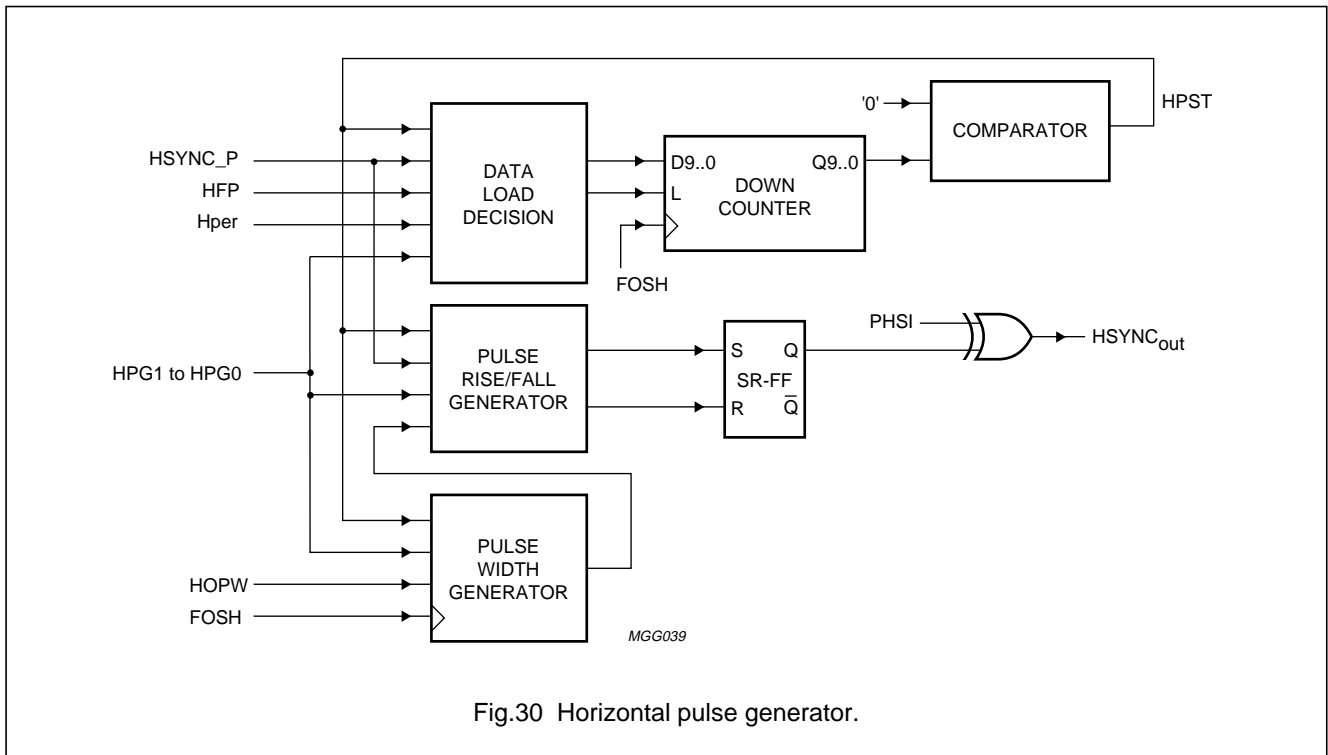 '0'
COMPARATOR
HPST
HSYNC_P
HFP
Hper
DATA
LOAD
DECISION
D9..0
Q9..0
L
DOWN
COUNTER
FOSH
HPG1 to HPG0
PULSE
RISE/FALL
GENERATOR
S
Q
SR-FF
R
Q̅
PHSI
HSYNCout
HOPW
FOSH
PULSE
WIDTH
GENERATOR
MGG039
Fig.30 Horizontal pulse generator.